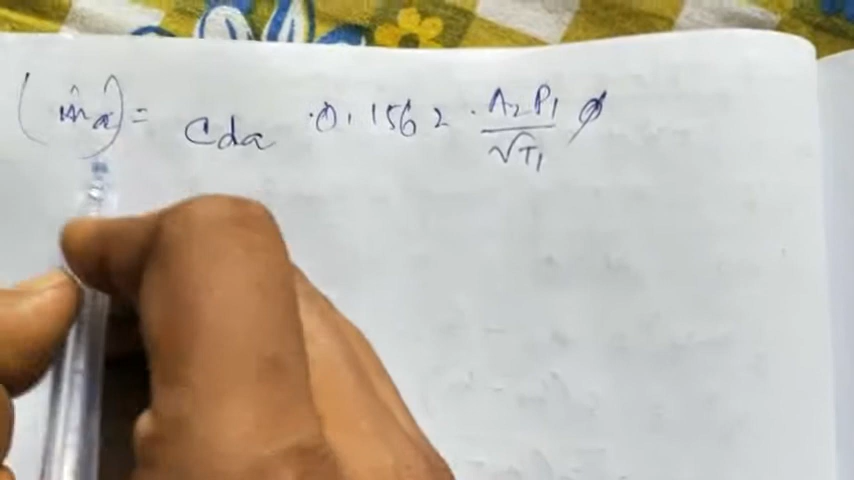 (ṁa) = Cda · 0.1562 · A₂P₁/√T₁ φ